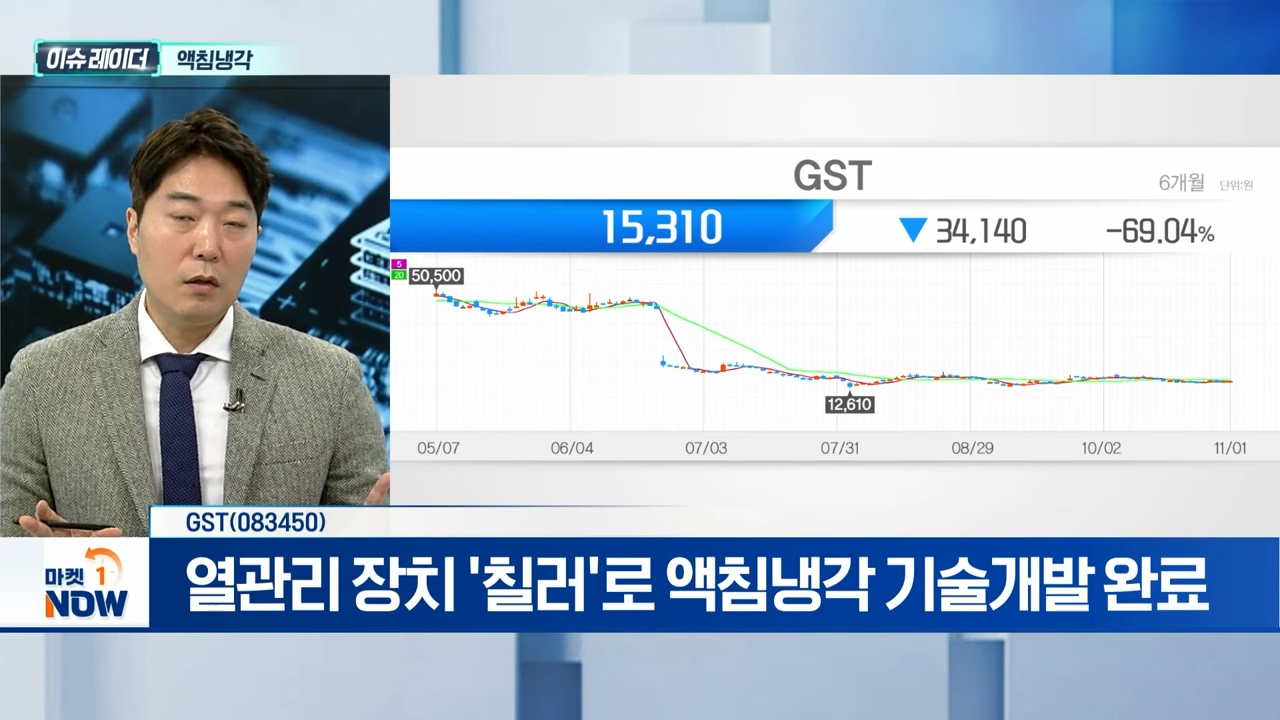 이슈 레이더 액침냉각
GST
6개월 단위:원
15,310 ▼ 34,140 -69.04%
5
20
50,500
12,610
05/07 06/04 07/03 07/31 08/29 10/02 11/01
GST(083450)
마켓 1
NOW
열관리 장치 '칠러'로 액침냉각 기술개발 완료